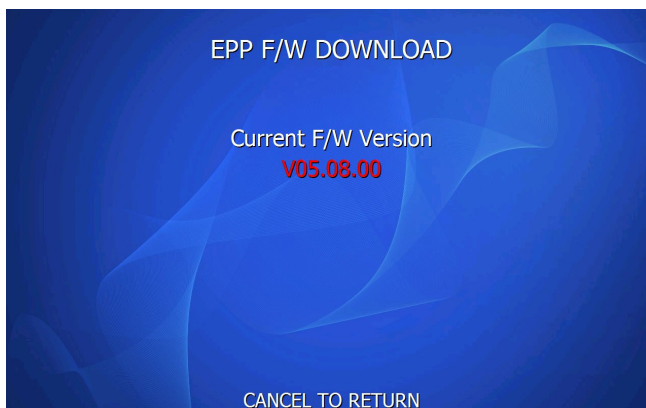 EPP F/W DOWNLOAD
Current F/W Version
V05.08.00
CANCEL TO RETURN